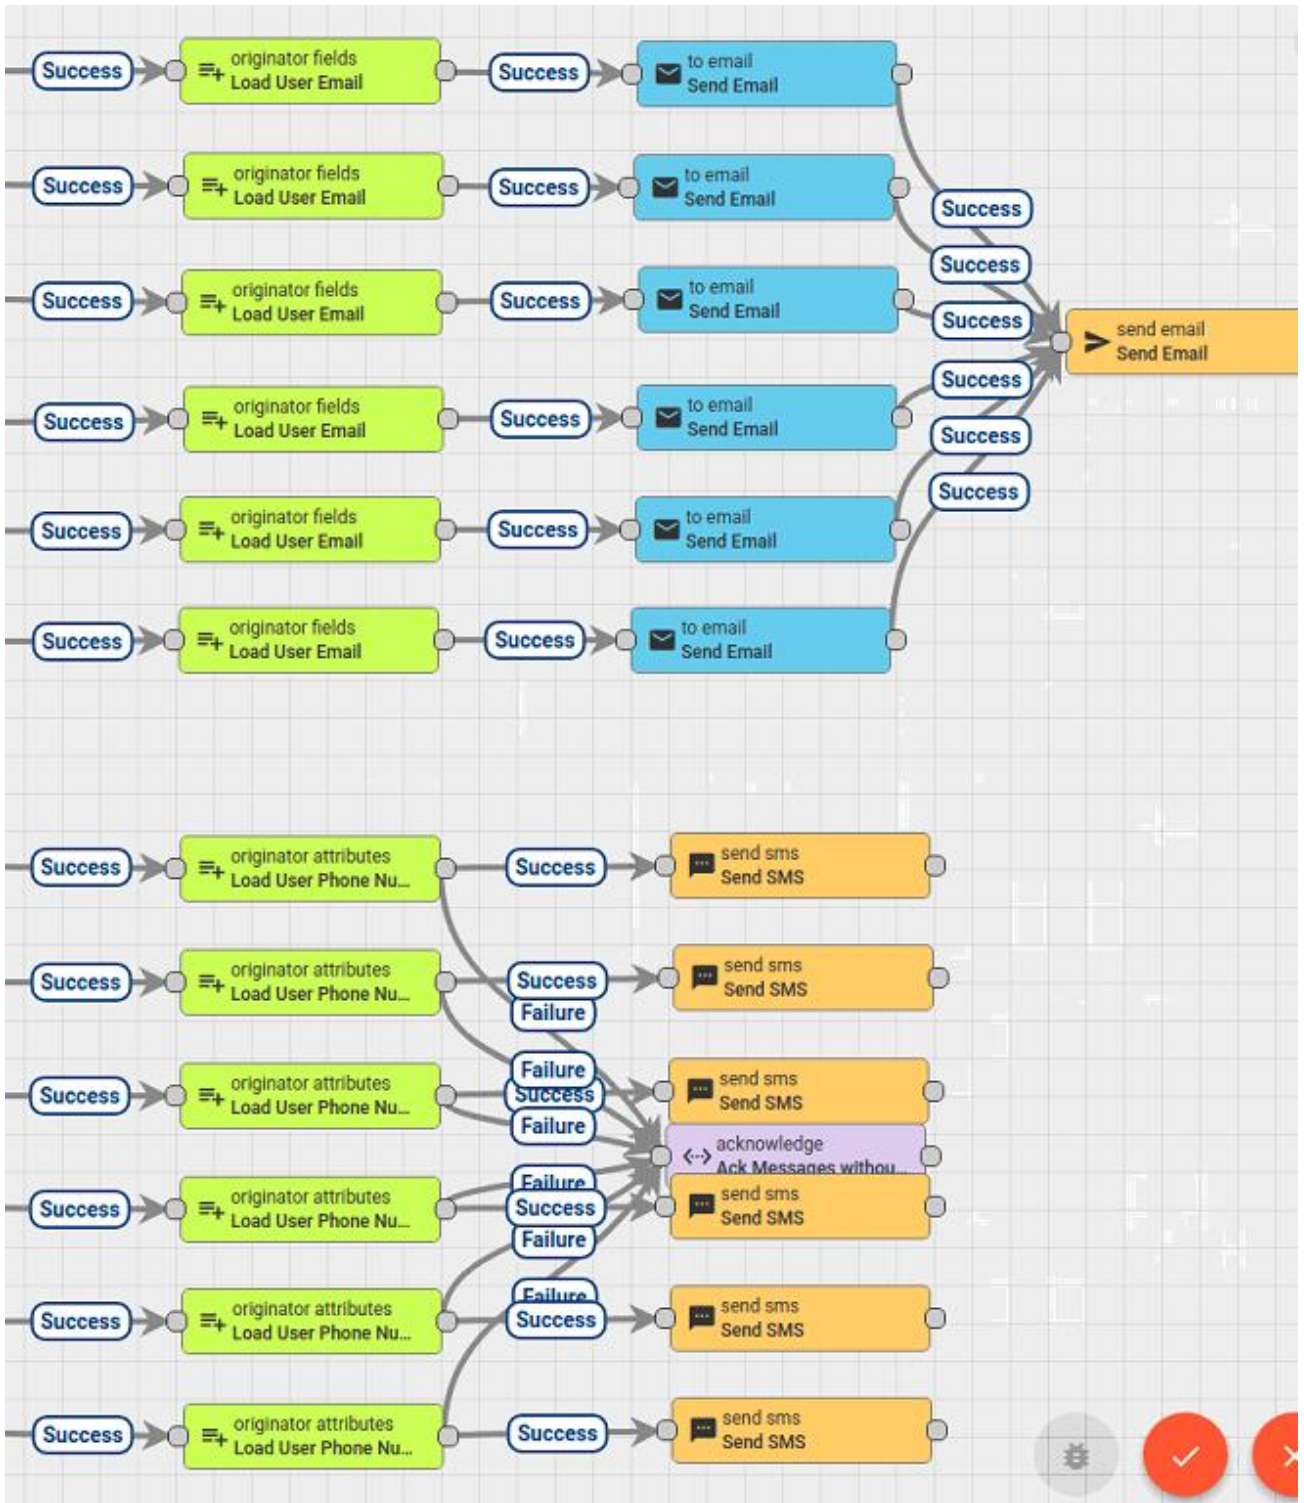 Success
originator fields
Load User Email
Success
to email
Send Email
Success
originator fields
Load User Email
Success
to email
Send Email
Success
Success
originator fields
Load User Email
Success
to email
Send Email
Success
Success
send email
Send Email
Success
originator fields
Load User Email
Success
to email
Send Email
Success
Success
Success
originator fields
Load User Email
Success
to email
Send Email
Success
Success
originator fields
Load User Email
Success
to email
Send Email
Success
originator attributes
Load User Phone Nu...
Success
send sms
Send SMS
Success
originator attributes
Load User Phone Nu...
Success
send sms
Send SMS
Failure
Success
originator attributes
Load User Phone Nu...
Failure
Success
send sms
Send SMS
Failure
acknowledge
Ack Messages withou...
Success
originator attributes
Load User Phone Nu...
Failure
Success
send sms
Send SMS
Failure
Success
originator attributes
Load User Phone Nu...
Failure
Success
send sms
Send SMS
Success
originator attributes
Load User Phone Nu...
Success
send sms
Send SMS